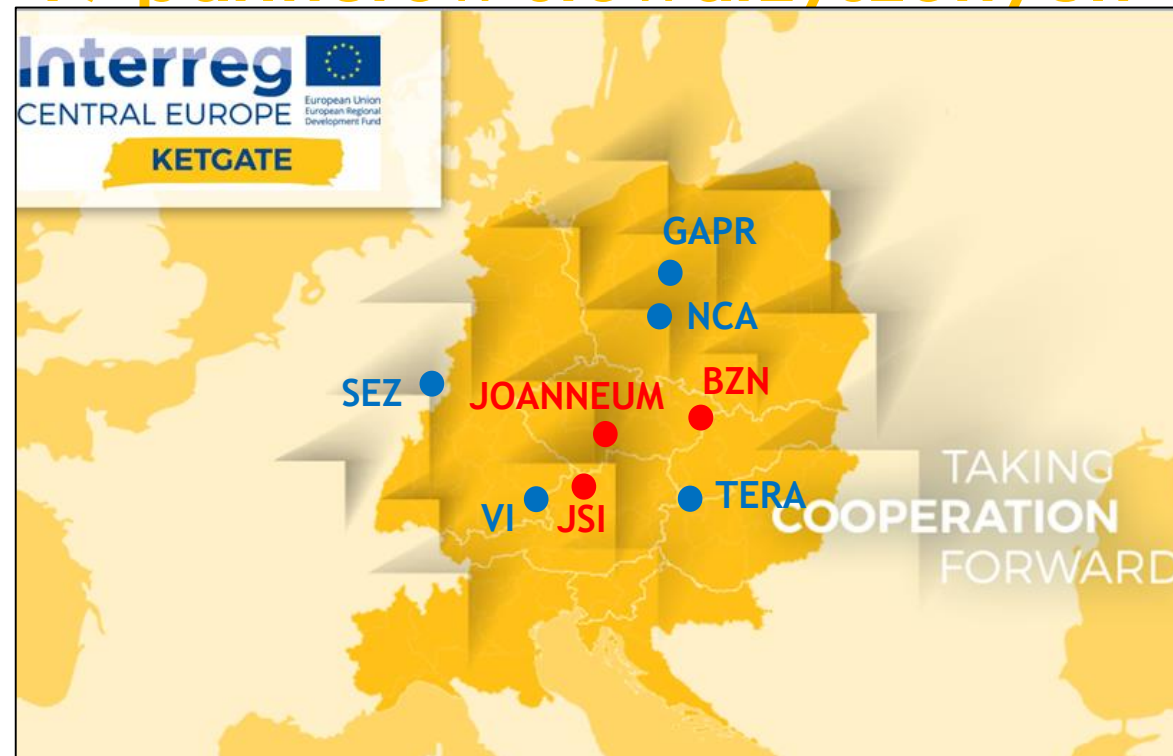 Interreg
CENTRAL EUROPE
European Union
European Regional
Development Fund
KETGATE
GAPR
NCA
SEZ
JOANNEUM
BZN
VI
JSI
TERA
TAKING
COOPERATION
FORWARD